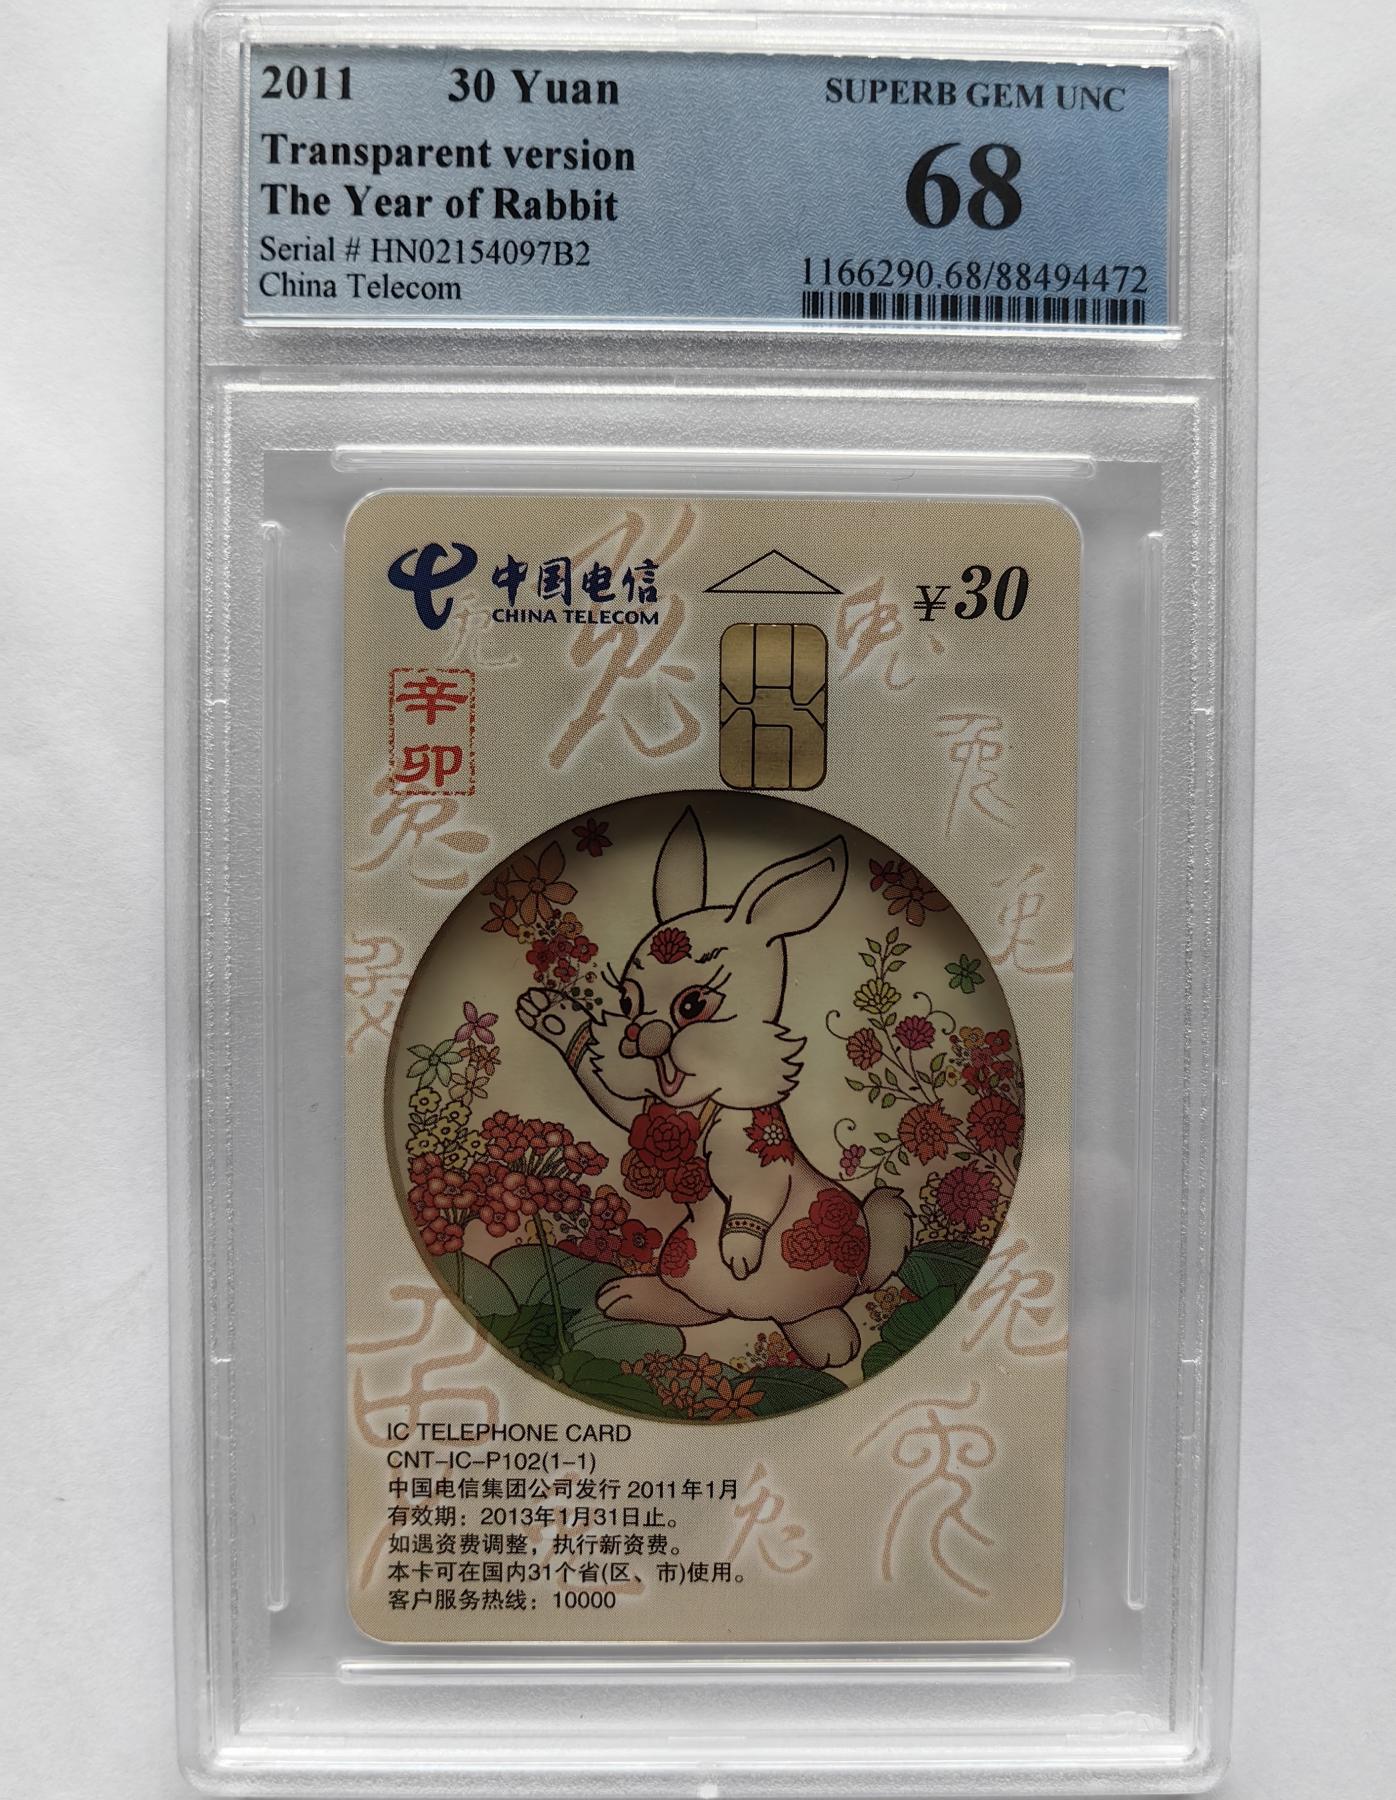 2011 30 Yuan SUPERB GEM UNC
Transparent version
The Year of Rabbit 68
Serial # HN02154097B2
China Telecom 1166290.68/88494472
中国电信 ¥30
CHINA TELECOM
辛
卯
IC TELEPHONE CARD
CNT-IC-P102(1-1)
中国电信集团公司发行 2011年1月
有效期：2013年1月31日止。
如遇资费调整，执行新资费。
本卡可在国内31个省(区、市)使用。
客户服务热线：10000